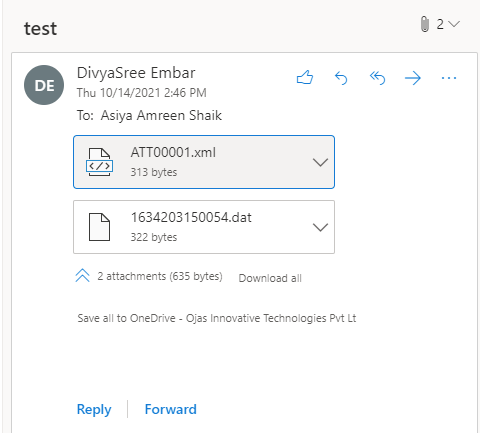 test
2
DE
DivyaSree Embar
Thu 10/14/2021 2:46 PM
To: Asiya Amreen Shaik
ATT00001.xml
313 bytes
1634203150054.dat
322 bytes
2 attachments (635 bytes) Download all
Save all to OneDrive - Ojas Innovative Technologies Pvt Lt
Reply Forward